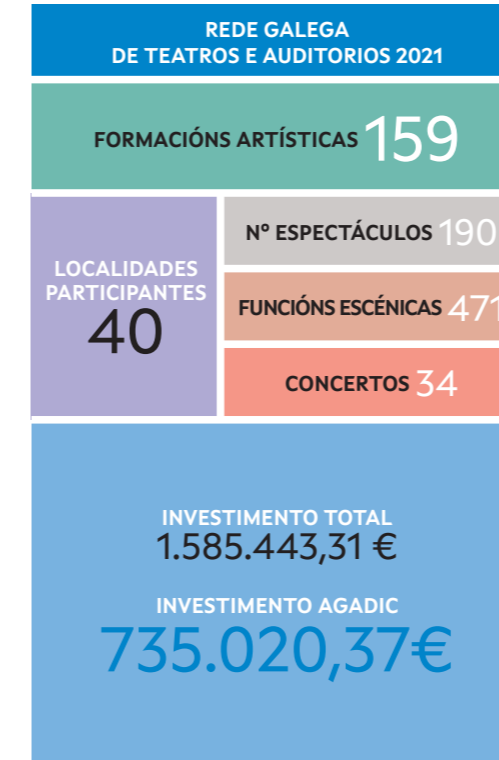 REDE GALEGA
DE TEATROS E AUDITORIOS 2021
FORMACIÓNS ARTÍSTICAS 159
LOCALIDADES
PARTICIPANTES
40
Nº ESPECTÁCULOS 190
FUNCIÓNS ESCÉNICAS 471
CONCERTOS 34
INVESTIMENTO TOTAL
1.585.443,31 €
INVESTIMENTO AGADIC
735.020,37€